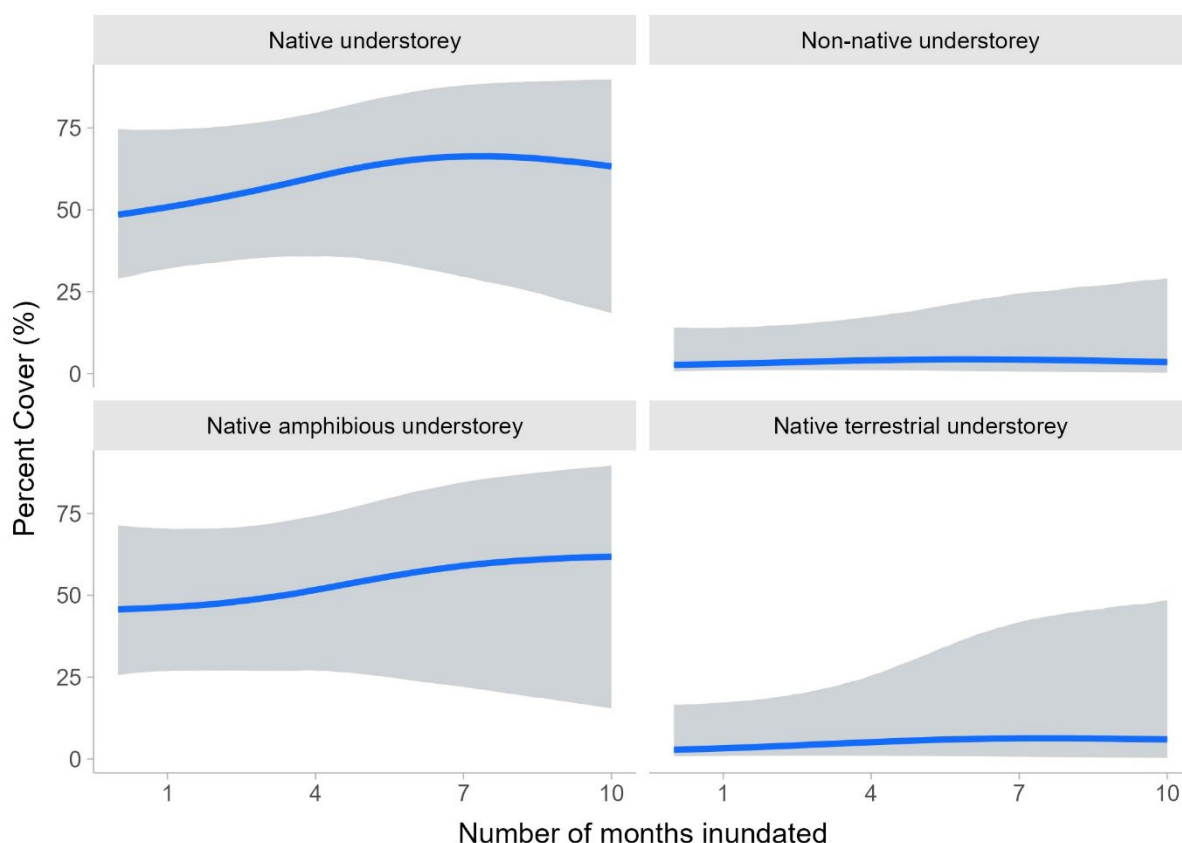 Native understorey
Non-native understorey
75
50
25
0
Native amphibious understorey
Native terrestrial understorey
75
50
25
0
1
4
7
10
1
4
7
10
Percent Cover (%)
Number of months inundated